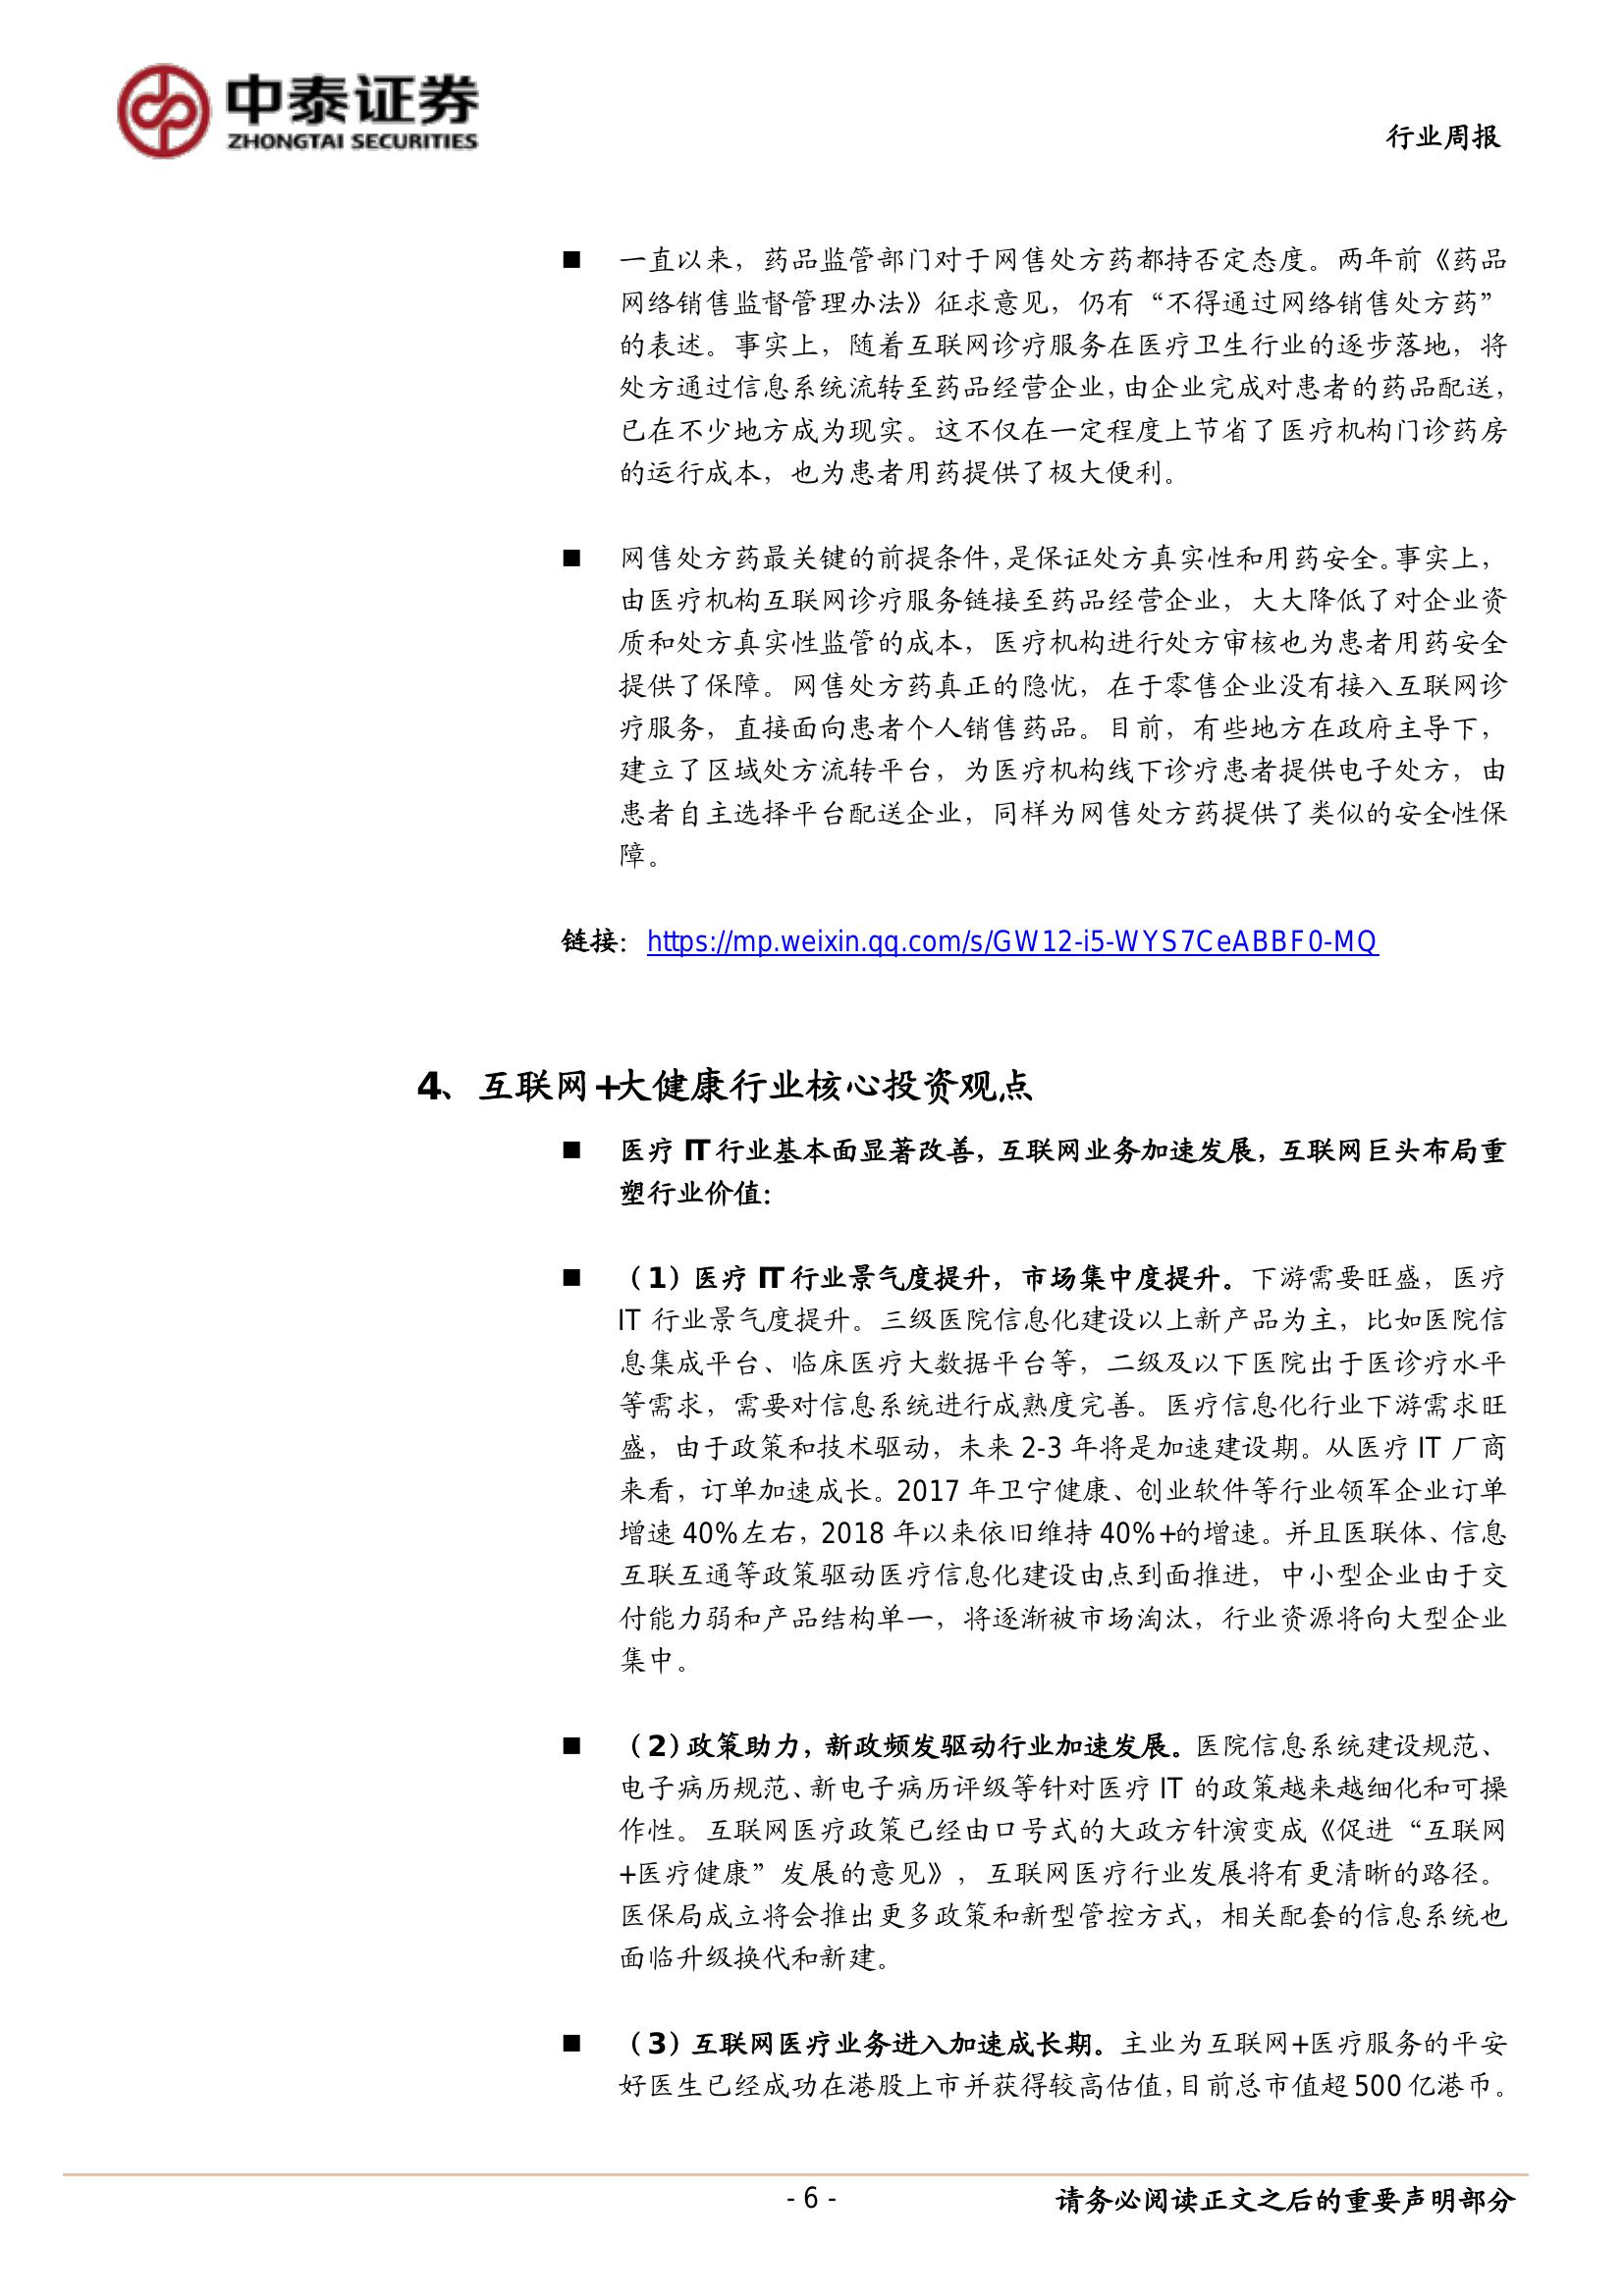 中泰证券
ZHONGTAI SECURITIES
行业周报
■ 一直以来，药品监管部门对于网售处方药都持否定态度。两年前《药品
网络销售监督管理办法》征求意见，仍有“不得通过网络销售处方药”
的表述。事实上，随着互联网诊疗服务在医疗卫生行业的逐步落地，将
处方通过信息系统流转至药品经营企业，由企业完成对患者的药品配送，
已在不少地方成为现实。这不仅在一定程度上节省了医疗机构门诊药房
的运行成本，也为患者用药提供了极大便利。
■ 网售处方药最关键的前提条件，是保证处方真实性和用药安全。事实上，
由医疗机构互联网诊疗服务链接至药品经营企业，大大降低了对企业资
质和处方真实性监管的成本，医疗机构进行处方审核也为患者用药安全
提供了保障。网售处方药真正的隐忧，在于零售企业没有接入互联网诊
疗服务，直接面向患者个人销售药品。目前，有些地方在政府主导下，
建立了区域处方流转平台，为医疗机构线下诊疗患者提供电子处方，由
患者自主选择平台配送企业，同样为网售处方药提供了类似的安全性保
障。
链接：https://mp.weixin.qq.com/s/GW12-i5-WYS7CeABBF0-MQ
4、互联网+大健康行业核心投资观点
■ 医疗 IT 行业基本面显著改善，互联网业务加速发展，互联网巨头布局重
塑行业价值：
■ （1）医疗 IT 行业景气度提升，市场集中度提升。下游需要旺盛，医疗
IT 行业景气度提升。三级医院信息化建设以上新产品为主，比如医院信
息集成平台、临床医疗大数据平台等，二级及以下医院出于医诊疗水平
等需求，需要对信息系统进行成熟度完善。医疗信息化行业下游需求旺
盛，由于政策和技术驱动，未来 2-3 年将是加速建设期。从医疗 IT 厂商
来看，订单加速成长。2017 年卫宁健康、创业软件等行业领军企业订单
增速 40%左右，2018 年以来依旧维持 40%+的增速。并且医联体、信息
互联互通等政策驱动医疗信息化建设由点到面推进，中小型企业由于交
付能力弱和产品结构单一，将逐渐被市场淘汰，行业资源将向大型企业
集中。
■ （2）政策助力，新政频发驱动行业加速发展。医院信息系统建设规范、
电子病历规范、新电子病历评级等针对医疗 IT 的政策越来越细化和可操
作性。互联网医疗政策已经由口号式的大政方针演变成《促进“互联网
+医疗健康”发展的意见》，互联网医疗行业发展将有更清晰的路径。
医保局成立将会推出更多政策和新型管控方式，相关配套的信息系统也
面临升级换代和新建。
■ （3）互联网医疗业务进入加速成长期。主业为互联网+医疗服务的平安
好医生已经成功在港股上市并获得较高估值，目前总市值超 500 亿港币。
- 6 -
请务必阅读正文之后的重要声明部分